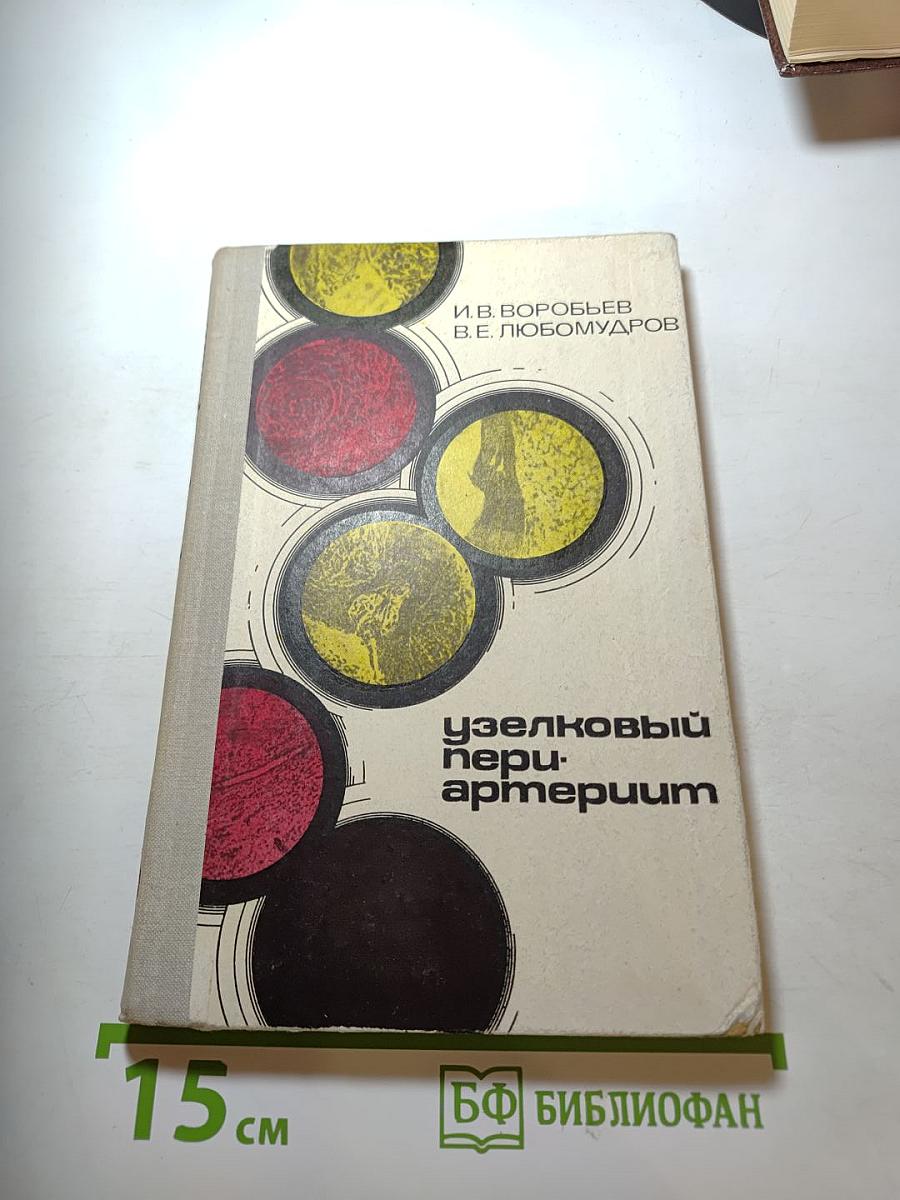 И. В. ВОРОБЬЕВ
В. Е. ЛЮБОМУДРОВ
узелковый
пери-
артериит
15 см
БФ БИБЛИОФАН